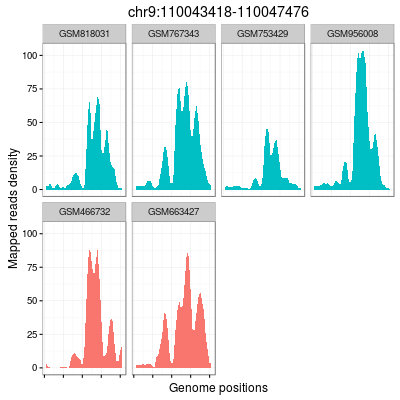 chr9:110043418-110047476
GSM818031 GSM767343 GSM753429 GSM956008
100
75
50
25
0
GSM466732 GSM663427
100
75
50
25
0
Mapped reads density
Genome positions